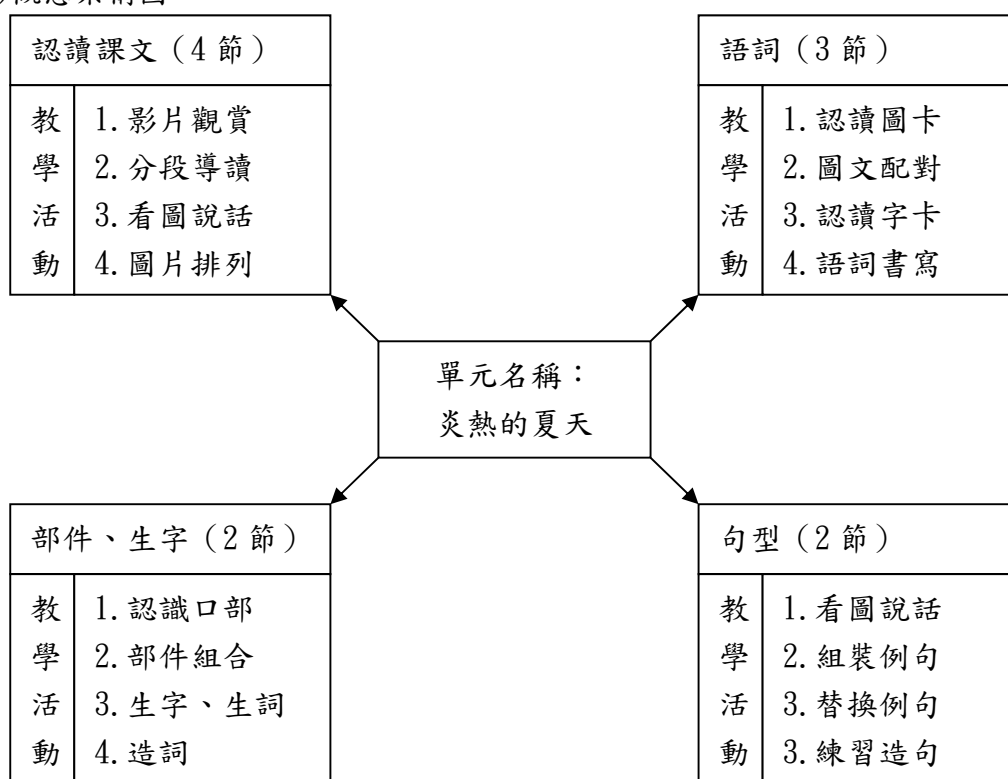 認讀課文（4 節）
教學活動
1.影片觀賞
2.分段導讀
3.看圖說話
4.圖片排列
語詞（3 節）
教學活動
1.認讀圖卡
2.圖文配對
3.認讀字卡
4.語詞書寫
單元名稱：
炎熱的夏天
部件、生字（2 節）
教學活動
1.認識口部
2.部件組合
3.生字、生詞
4.造詞
句型（2 節）
教學活動
1.看圖說話
2.組裝例句
3.替換例句
3.練習造句